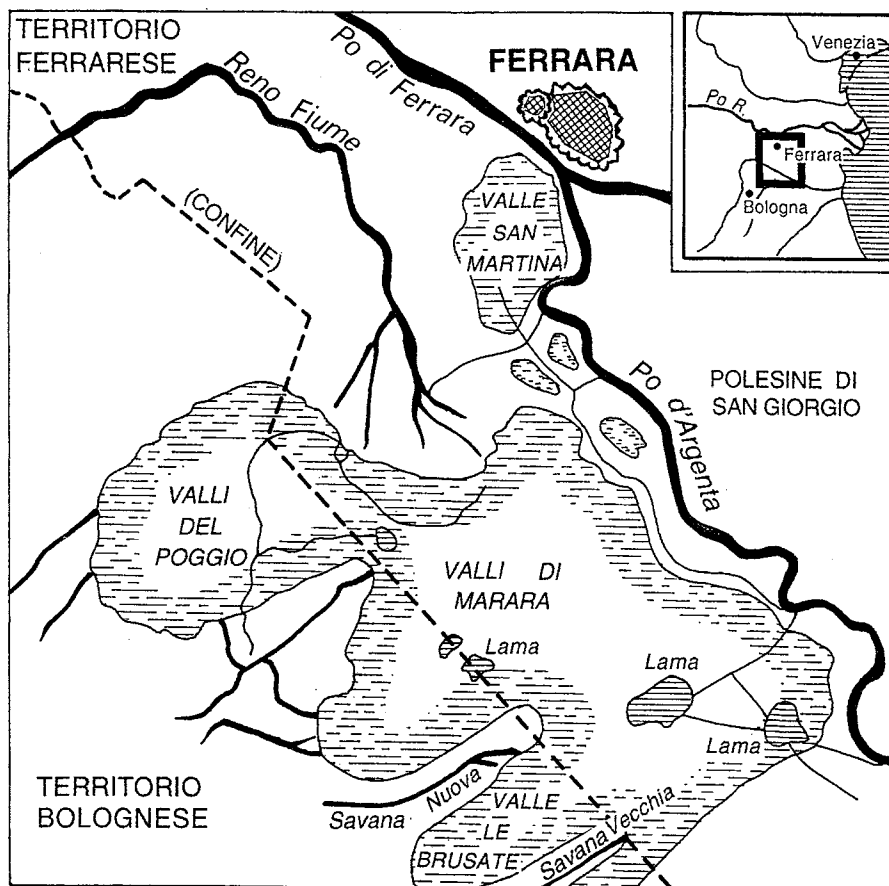 TERRITORIO
FERRARESE
Reno Fiume
Po di Ferrara
FERRARA
Venezia
Po R.
Ferrara
Bologna
(CONFINE)
VALLE
SAN
MARTINA
Po d'Argenta
POLESINE DI
SAN GIORGIO
VALLI
DEL
POGGIO
VALLI DI
MARARA
Lama
Lama
Lama
TERRITORIO
BOLOGNESE
Savana Nuova
VALLE
LE
BRUSATE
Savana Vecchia